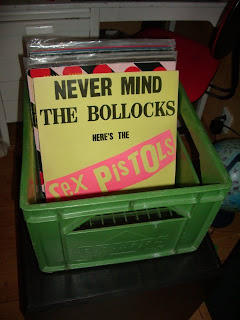 NEVER MIND
THE BOLLOCKS
HERE'S THE
SEX PISTOLS